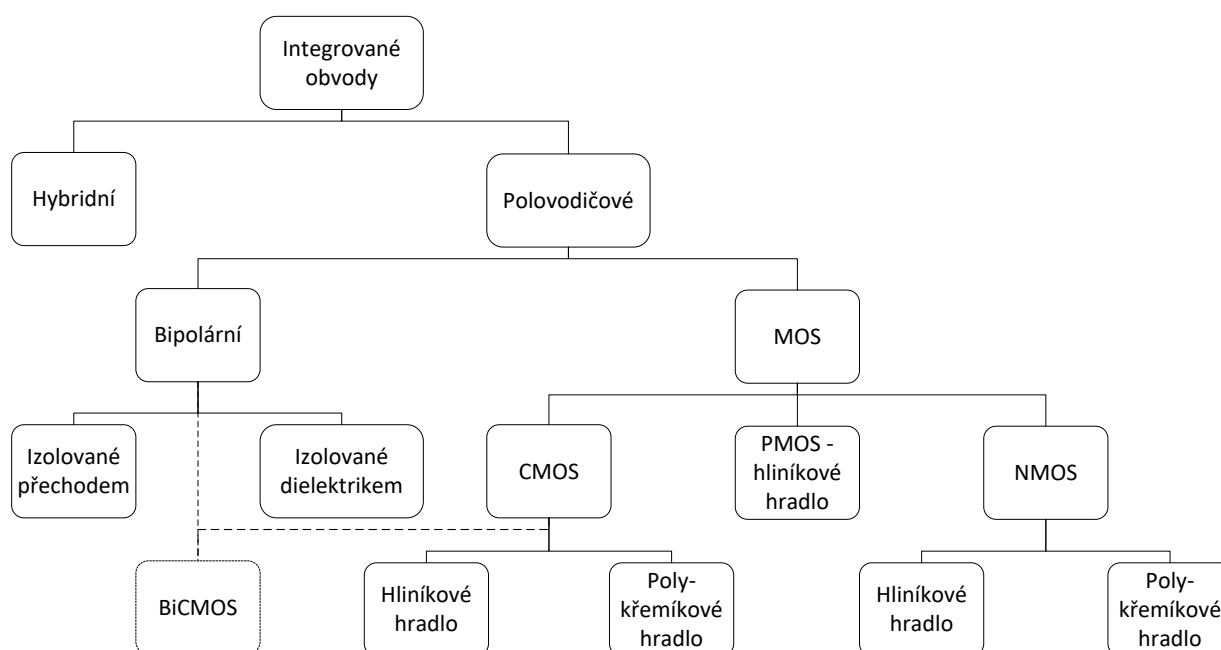 Integrované
obvody
Hybridní
Polovodičové
Bipolární
MOS
Izolované
přechodem
Izolované
dielektrikem
CMOS
PMOS -
hliníkové
hradlo
NMOS
BiCMOS
Hliníkové
hradlo
Poly-
křemíkové
hradlo
Hliníkové
hradlo
Poly-
křemíkové
hradlo